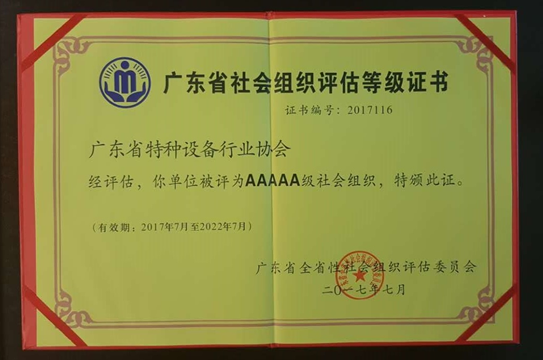 广东省社会组织评估等级证书
证书编号：2017116
广东省特种设备行业协会
经评估，你单位被评为AAAAA级社会组织，特颁此证。
（有效期：2017年7月至2022年7月）
广东省全省性社会组织评估委员会
二〇一七年七月